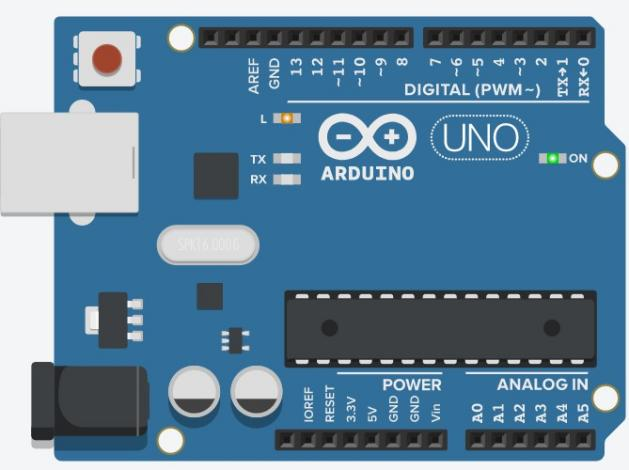 AREF
GND
13
12
~11
~10
~9
8
7
~6
~5
4
~3
2
TX→1
RX←0
DIGITAL (PWM~)
L
TX
RX
UNO
ARDUINO
ON
SPK16.000G
POWER
ANALOG IN
IOREF
RESET
3.3V
5V
GND
GND
Vin
A0
A1
A2
A3
A4
A5